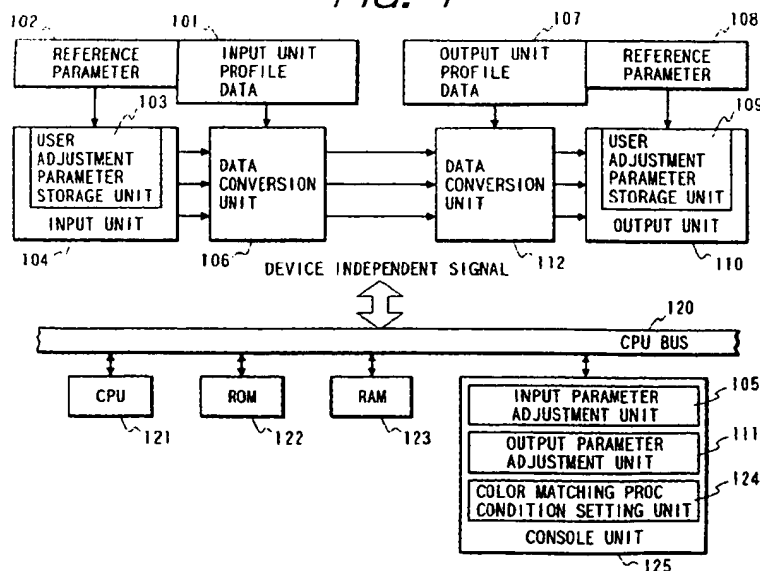 FIG. 1
102
101
107
108
REFERENCE
PARAMETER
INPUT UNIT
PROFILE
DATA
OUTPUT UNIT
PROFILE
DATA
REFERENCE
PARAMETER
103
109
USER
ADJUSTMENT
PARAMETER
STORAGE UNIT
INPUT UNIT
DATA
CONVERSION
UNIT
DATA
CONVERSION
UNIT
USER
ADJUSTMENT
PARAMETER
STORAGE UNIT
OUTPUT UNIT
104
106
112
110
DEVICE INDEPENDENT SIGNAL
120
CPU BUS
CPU
ROM
RAM
121
122
123
105
INPUT PARAMETER
ADJUSTMENT UNIT
111
OUTPUT PARAMETER
ADJUSTMENT UNIT
124
COLOR MATCHING PROC
CONDITION SETTING UNIT
CONSOLE UNIT
125